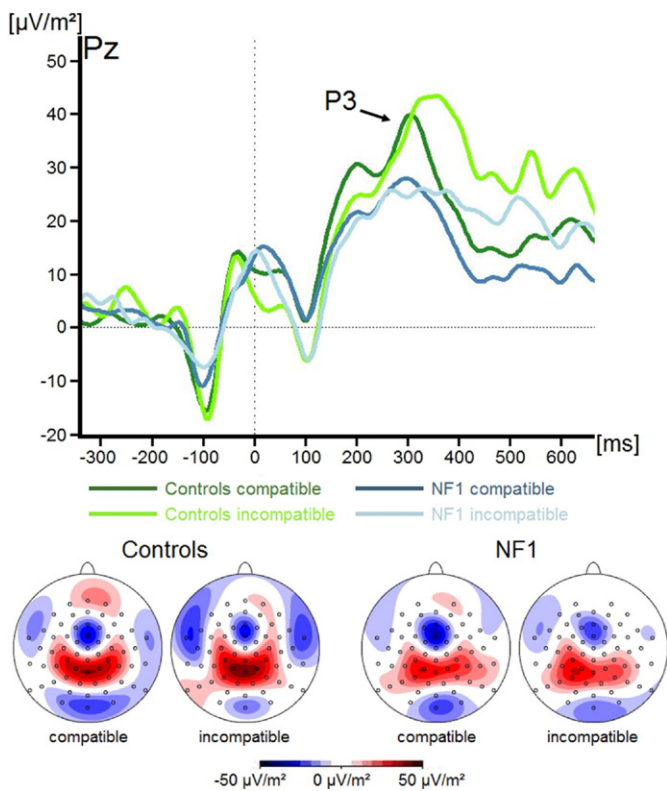 [µV/m²]
Pz
50
40
30
20
10
0
-10
-20
P3
-300 -200 -100 0 100 200 300 400 500 600 [ms]
Controls compatible NF1 compatible
Controls incompatible NF1 incompatible
Controls NF1
compatible incompatible compatible incompatible
-50 µV/m² 0 µV/m² 50 µV/m²